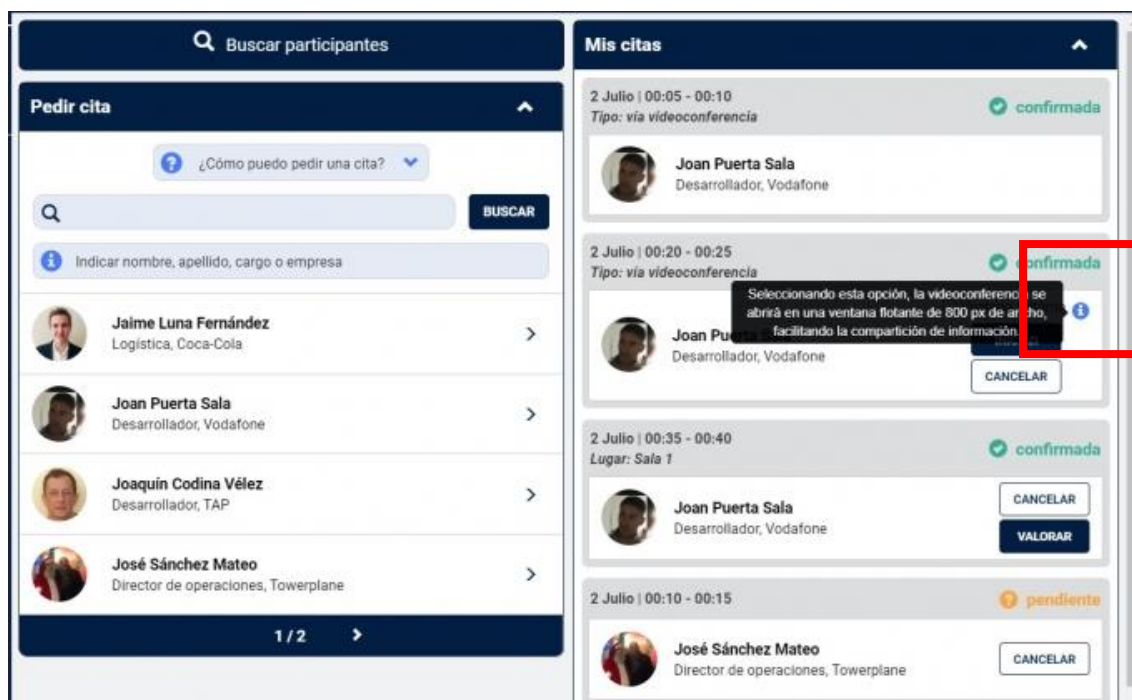 Buscar participantes
Pedir cita
¿Cómo puedo pedir una cita?
BUSCAR
Indicar nombre, apellido, cargo o empresa
Jaime Luna Fernández
Logística, Coca-Cola
Joan Puerta Sala
Desarrollador, Vodafone
Joaquín Codina Vélez
Desarrollador, TAP
José Sánchez Mateo
Director de operaciones, Towerplane
1 / 2
Mis citas
2 Julio | 00:05 - 00:10
Tipo: vía videoconferencia
confirmada
Joan Puerta Sala
Desarrollador, Vodafone
2 Julio | 00:20 - 00:25
Tipo: vía videoconferencia
confirmada
Seleccionando esta opción, la videoconferencia se
abrirá en una ventana flotante de 800 px de ancho,
facilitando la compartición de información.
Joan
Desarrollador, Vodafone
CANCELAR
2 Julio | 00:35 - 00:40
Lugar: Sala 1
confirmada
Joan Puerta Sala
Desarrollador, Vodafone
CANCELAR
VALORAR
2 Julio | 00:10 - 00:15
pendiente
José Sánchez Mateo
Director de operaciones, Towerplane
CANCELAR